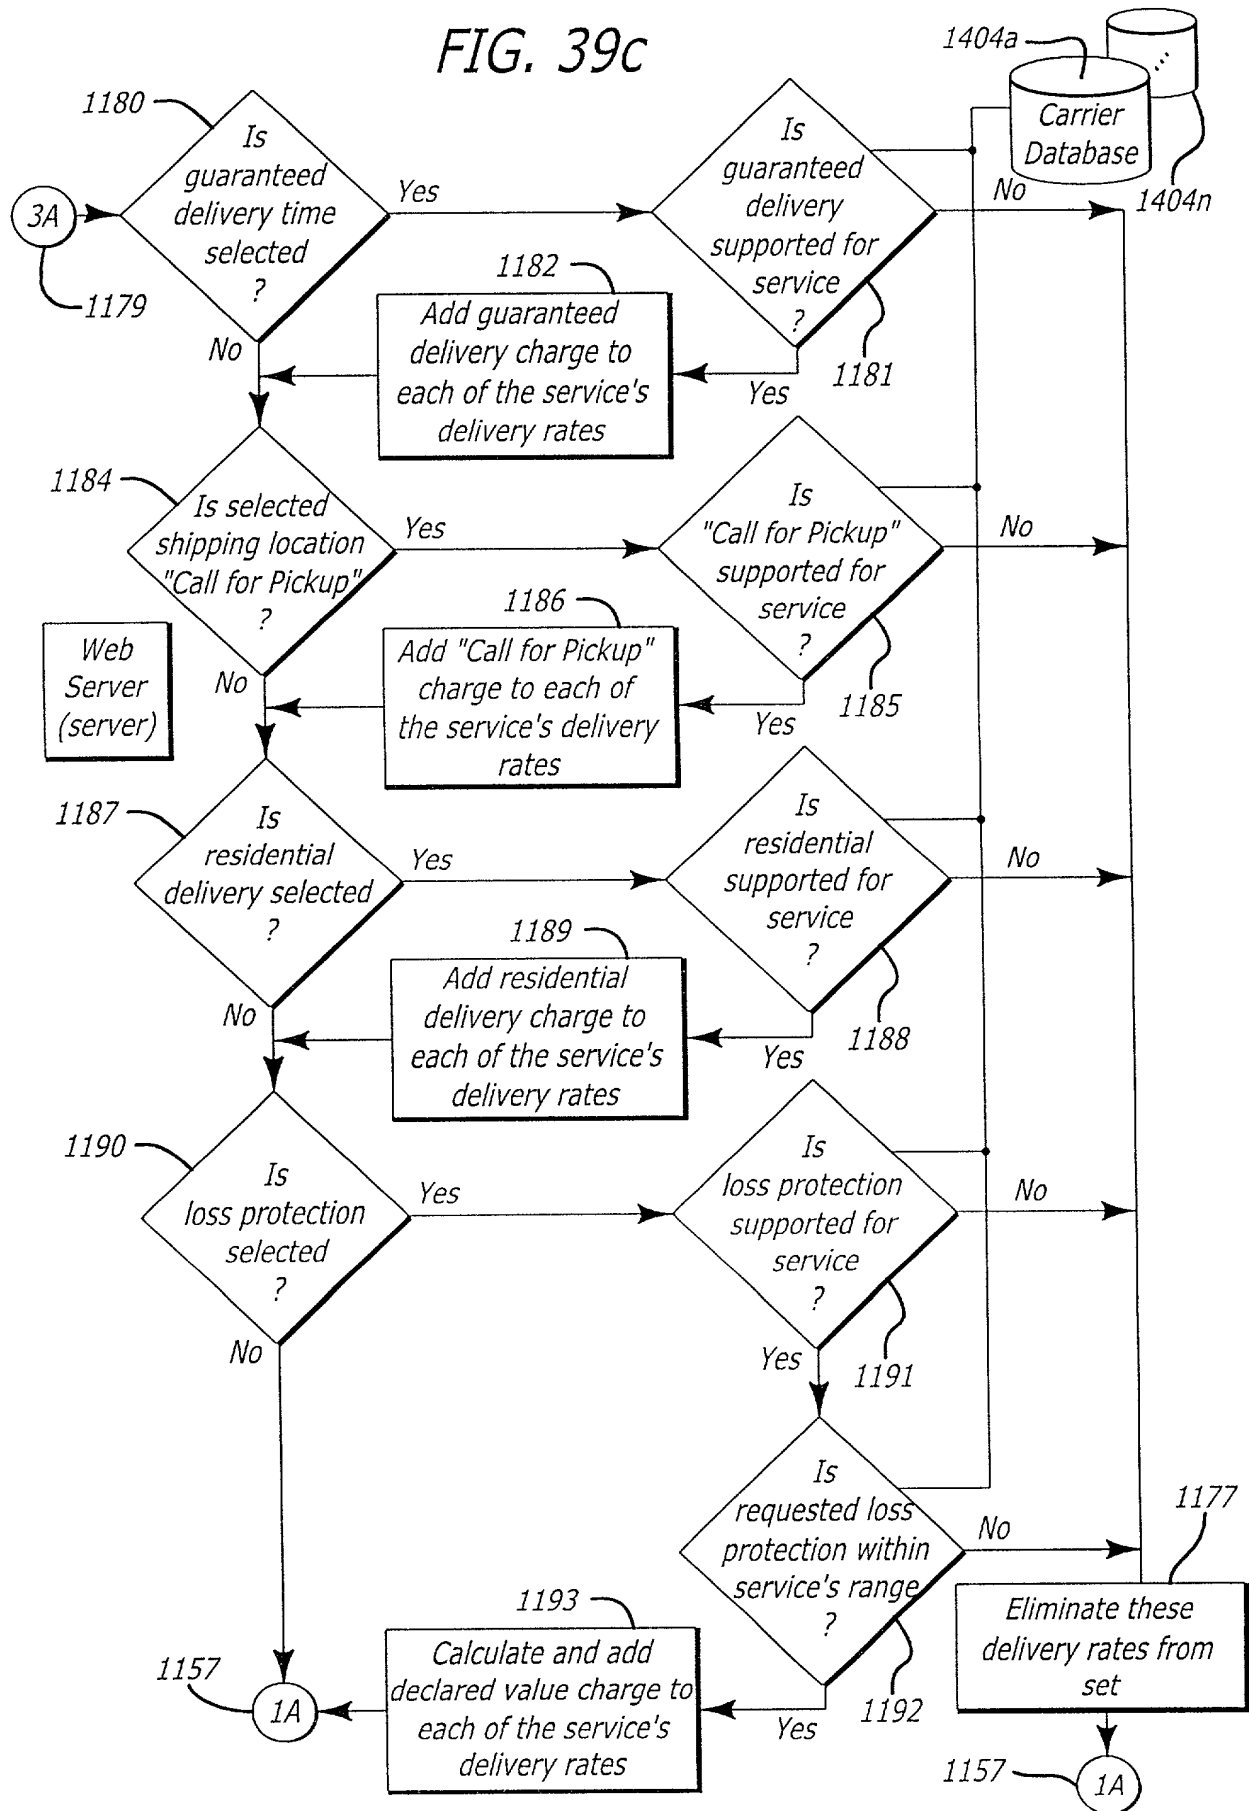 FIG. 39c
1404a
Carrier
Database
1404n
1180
Is
guaranteed
delivery time
selected
?
Yes
Is
guaranteed
delivery
supported for
service
?
No
3A
1179
No
1182
Add guaranteed
delivery charge to
each of the service's
delivery rates
Yes
1181
1184
Is selected
shipping location
"Call for Pickup"
?
Yes
Is
"Call for Pickup"
supported for
service
?
No
Web
Server
(server)
No
1186
Add "Call for Pickup"
charge to each of
the service's delivery
rates
Yes
1185
1187
Is
residential
delivery selected
?
Yes
Is
residential
supported for
service
?
No
No
1189
Add residential
delivery charge to
each of the service's
delivery rates
Yes
1188
1190
Is
loss protection
selected
?
Yes
Is
loss protection
supported for
service
?
No
No
Yes
1191
Is
requested loss
protection within
service's range
?
No
1177
Eliminate these
delivery rates from
set
1193
Calculate and add
declared value charge to
each of the service's
delivery rates
Yes
1192
1157
1A
1157
1A